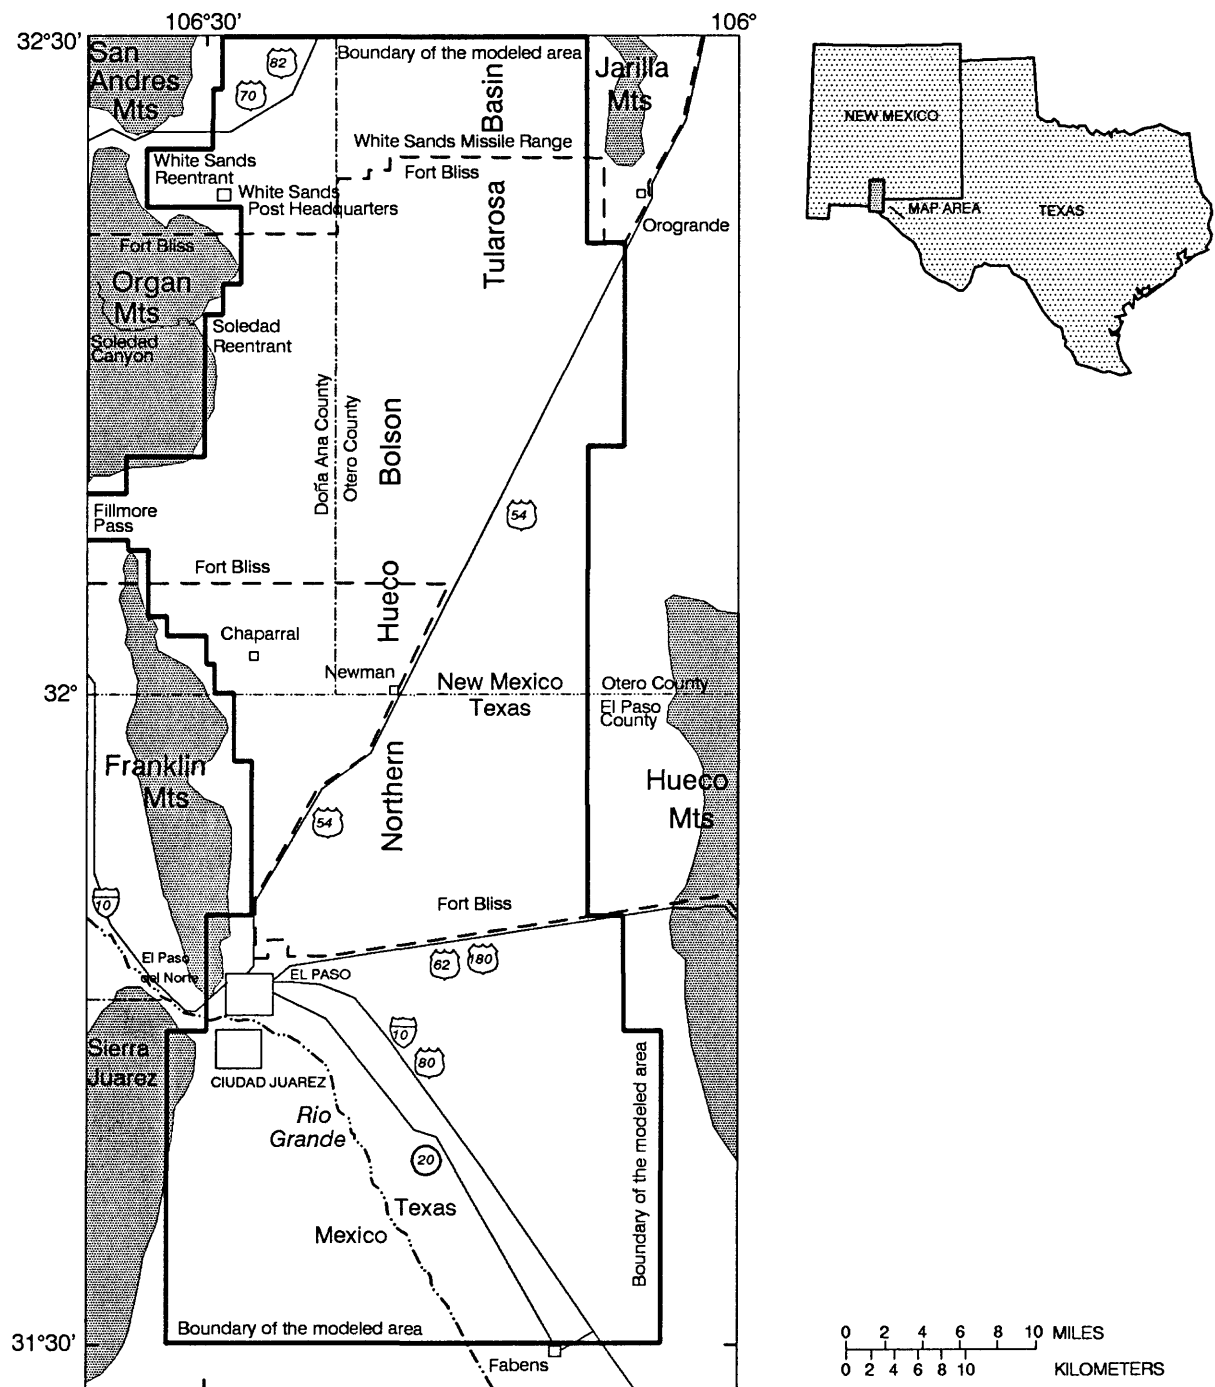 106°30'
106°
32°30'
San
Andres
Mts
82
70
Boundary of the modeled area
Basin
Jarilla
Mts
NEW MEXICO
MAP AREA
TEXAS
White Sands Missile Range
White Sands
Reentrant
Fort Bliss
White Sands
Post Headquarters
Tularosa
Orogrande
Fort Bliss
Organ
Mts
Soledad
Canyon
Soledad
Reentrant
Doña Ana County
Otero County
Bolson
54
Fillmore
Pass
Fort Bliss
Hueco
Chaparral
Newman
32°
New Mexico
Texas
Otero County
El Paso
County
Franklin
Mts
Northern
Hueco
Mts
54
10
Fort Bliss
El Paso
del Norte
EL PASO
62
180
10
80
Sierra
Juarez
CIUDAD JUAREZ
Rio
Grande
20
Texas
Mexico
Boundary of the modeled area
Boundary of the modeled area
31°30'
Fabens
0 2 4 6 8 10 MILES
0 2 4 6 8 10 KILOMETERS